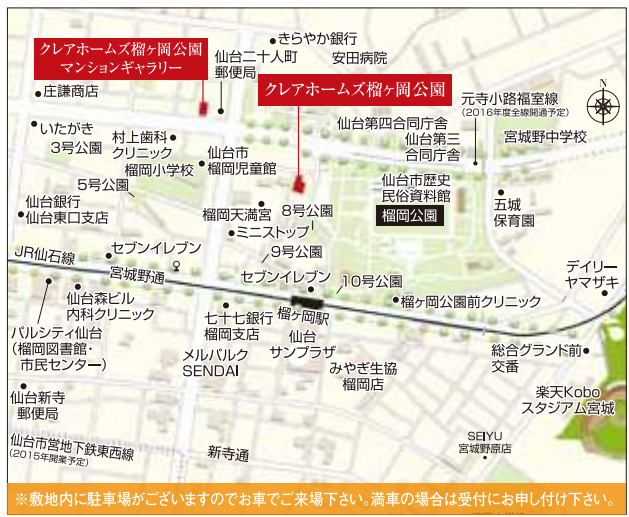 クレアホームズ榴ヶ岡公園
マンションギャラリー
仙台二十人町
郵便局
きらやか銀行
安田病院
クレアホームズ榴ヶ岡公園
庄謙商店
元寺小路福室線
(2016年度全線開通予定)
N
いたがき
3号公園
村上歯科
クリニック
仙台第四合同庁舎
仙台第三
合同庁舎
宮城野中学校
榴岡小学校
仙台市
榴岡児童館
5号公園
仙台市歴史
民俗資料館
榴岡公園
五城
保育園
仙台銀行
仙台東口支店
榴岡天満宮
8号公園
ミニストップ
9号公園
JR仙石線
セブンイレブン
宮城野通
セブンイレブン
10号公園
デイリー
ヤマザキ
仙台森ビル
内科クリニック
榴ヶ岡駅
榴ヶ岡公園前クリニック
七十七銀行
榴岡支店
パルシティ仙台
(榴岡図書館・
市民センター)
仙台
サンプラザ
メルパルク
SENDAI
みやぎ生協
榴岡店
総合グランド前
交番
仙台新寺
郵便局
楽天Kobo
スタジアム宮城
仙台市営地下鉄東西線
(2015年開業予定)
新寺通
SEIYU
宮城野原店
※敷地内に駐車場がございますのでお車でご来場下さい。満車の場合は受付にお申し付け下さい。